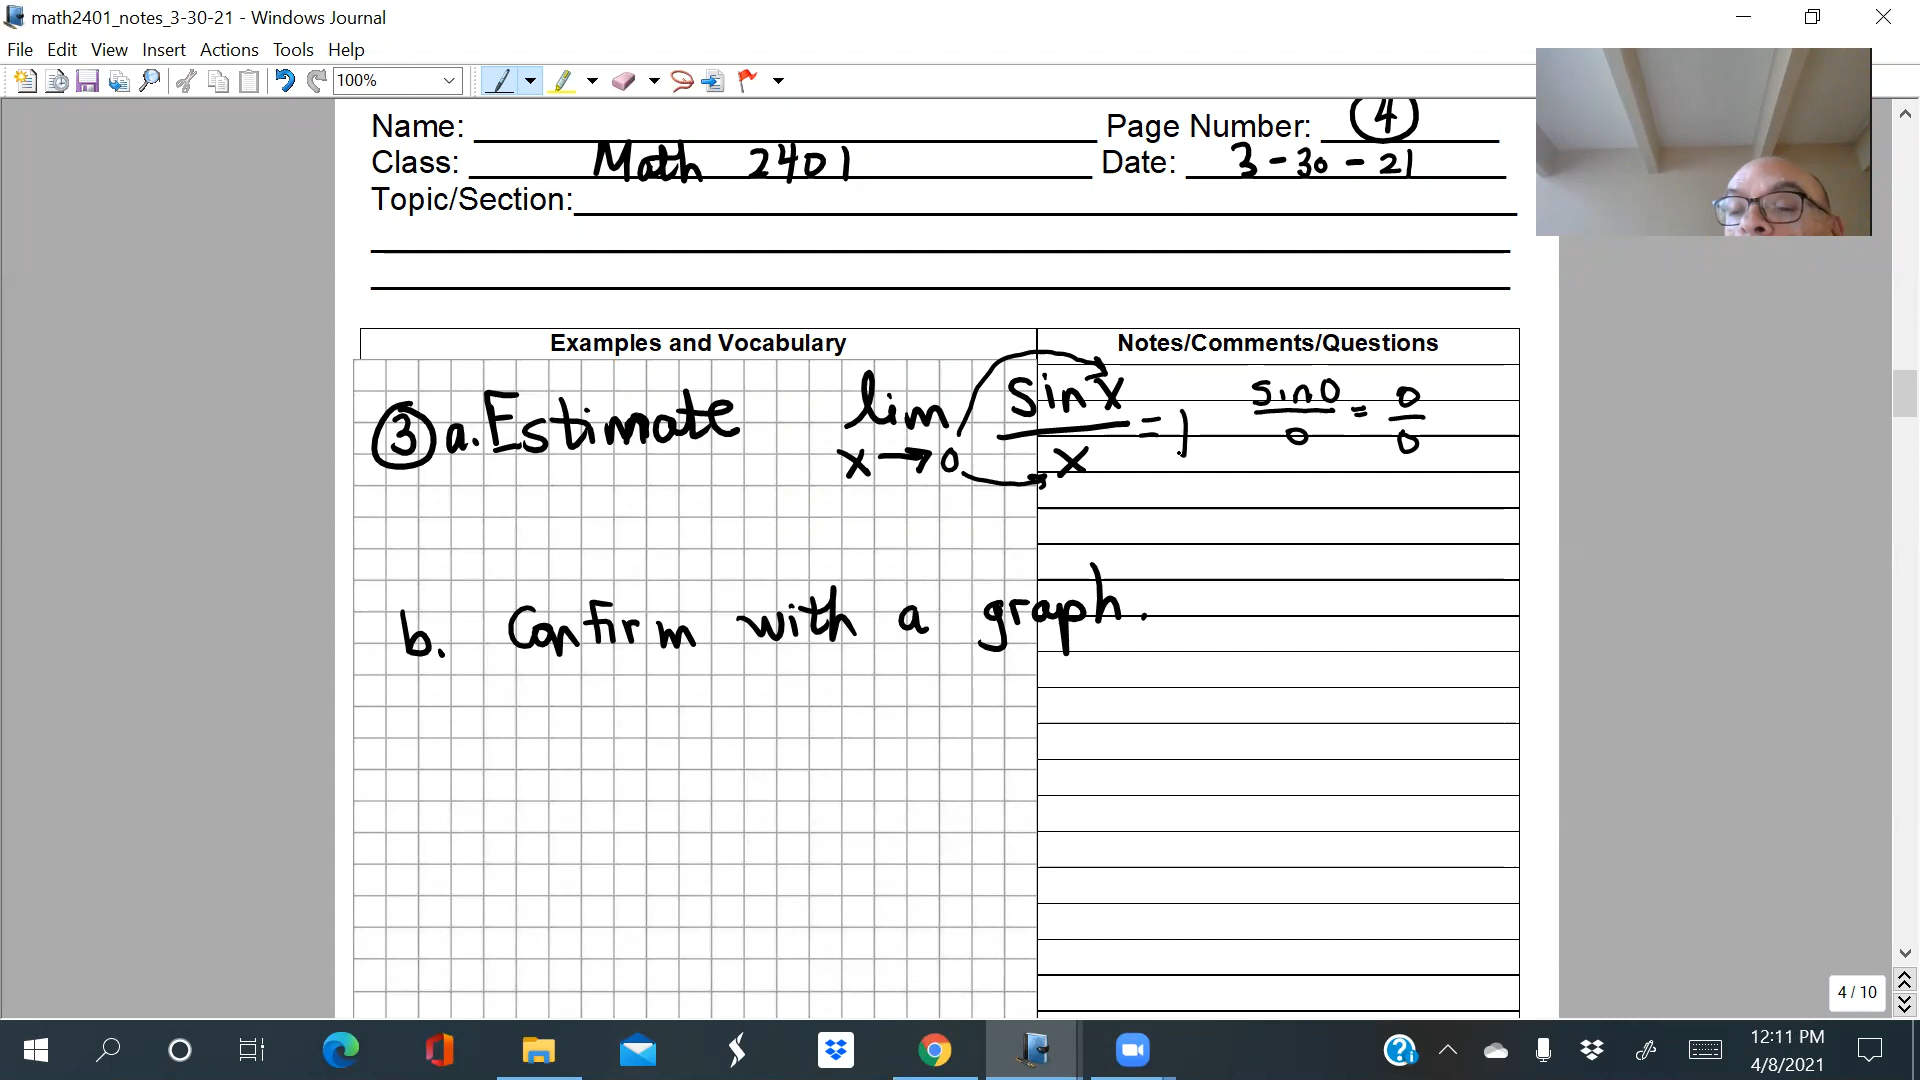 math2401_notes_3-30-21 - Windows Journal
File Edit View Insert Actions Tools Help
100%
Name: Page Number: 4
Class: Math 2401 Date: 3-30-21
Topic/Section:
Examples and Vocabulary Notes/Comments/Questions
3 a. Estimate lim x→0 sin x / x = 1 sin 0 / 0 = 0 / 0
b. Confirm with a graph.
4 / 10
12:11 PM
4/8/2021